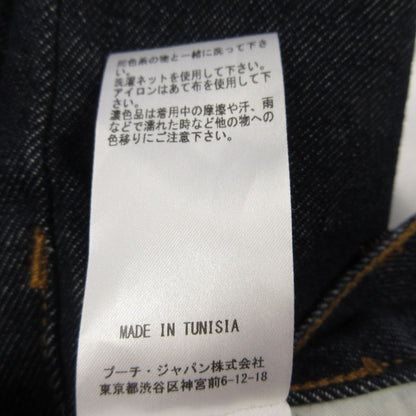 灰色系の物と一緒に洗って下さ
い。
洗濯ネットを使用して下さい。
アイロンはあて布を使用して下
さい。
濃色品は着用中の摩擦や汗、雨
などで濡れた時など他の物への
色移りにご注意下さい。
MADE IN TUNISIA
プーチ・ジャパン株式会社
東京都渋谷区神宮前6-12-18